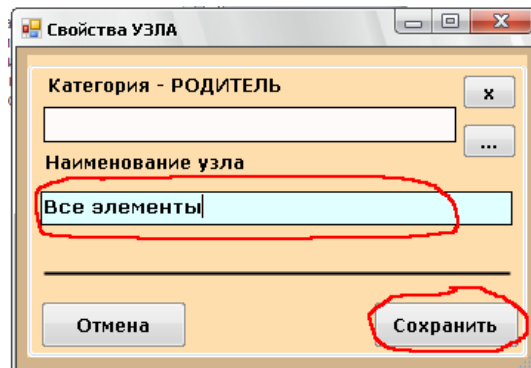 Свойства УЗЛА
Категория - РОДИТЕЛЬ
x
...
Наименование узла
Все элементы
Отмена
Сохранить